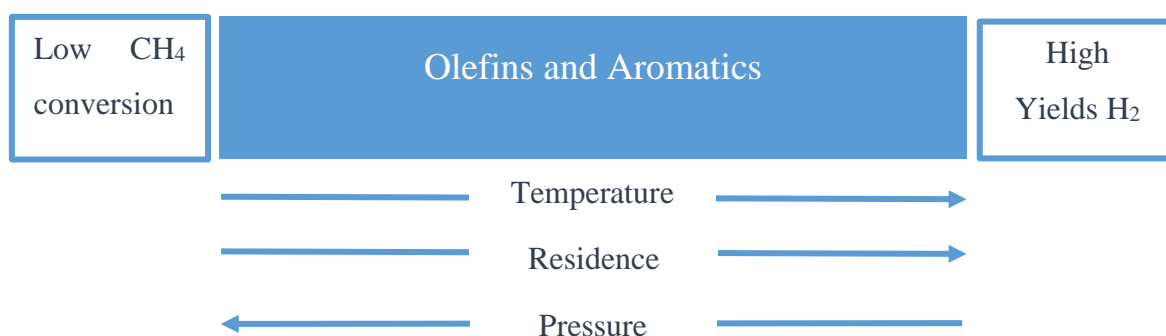 Low CH₄
conversion
Olefins and Aromatics
High
Yields H₂
Temperature
Residence
Pressure